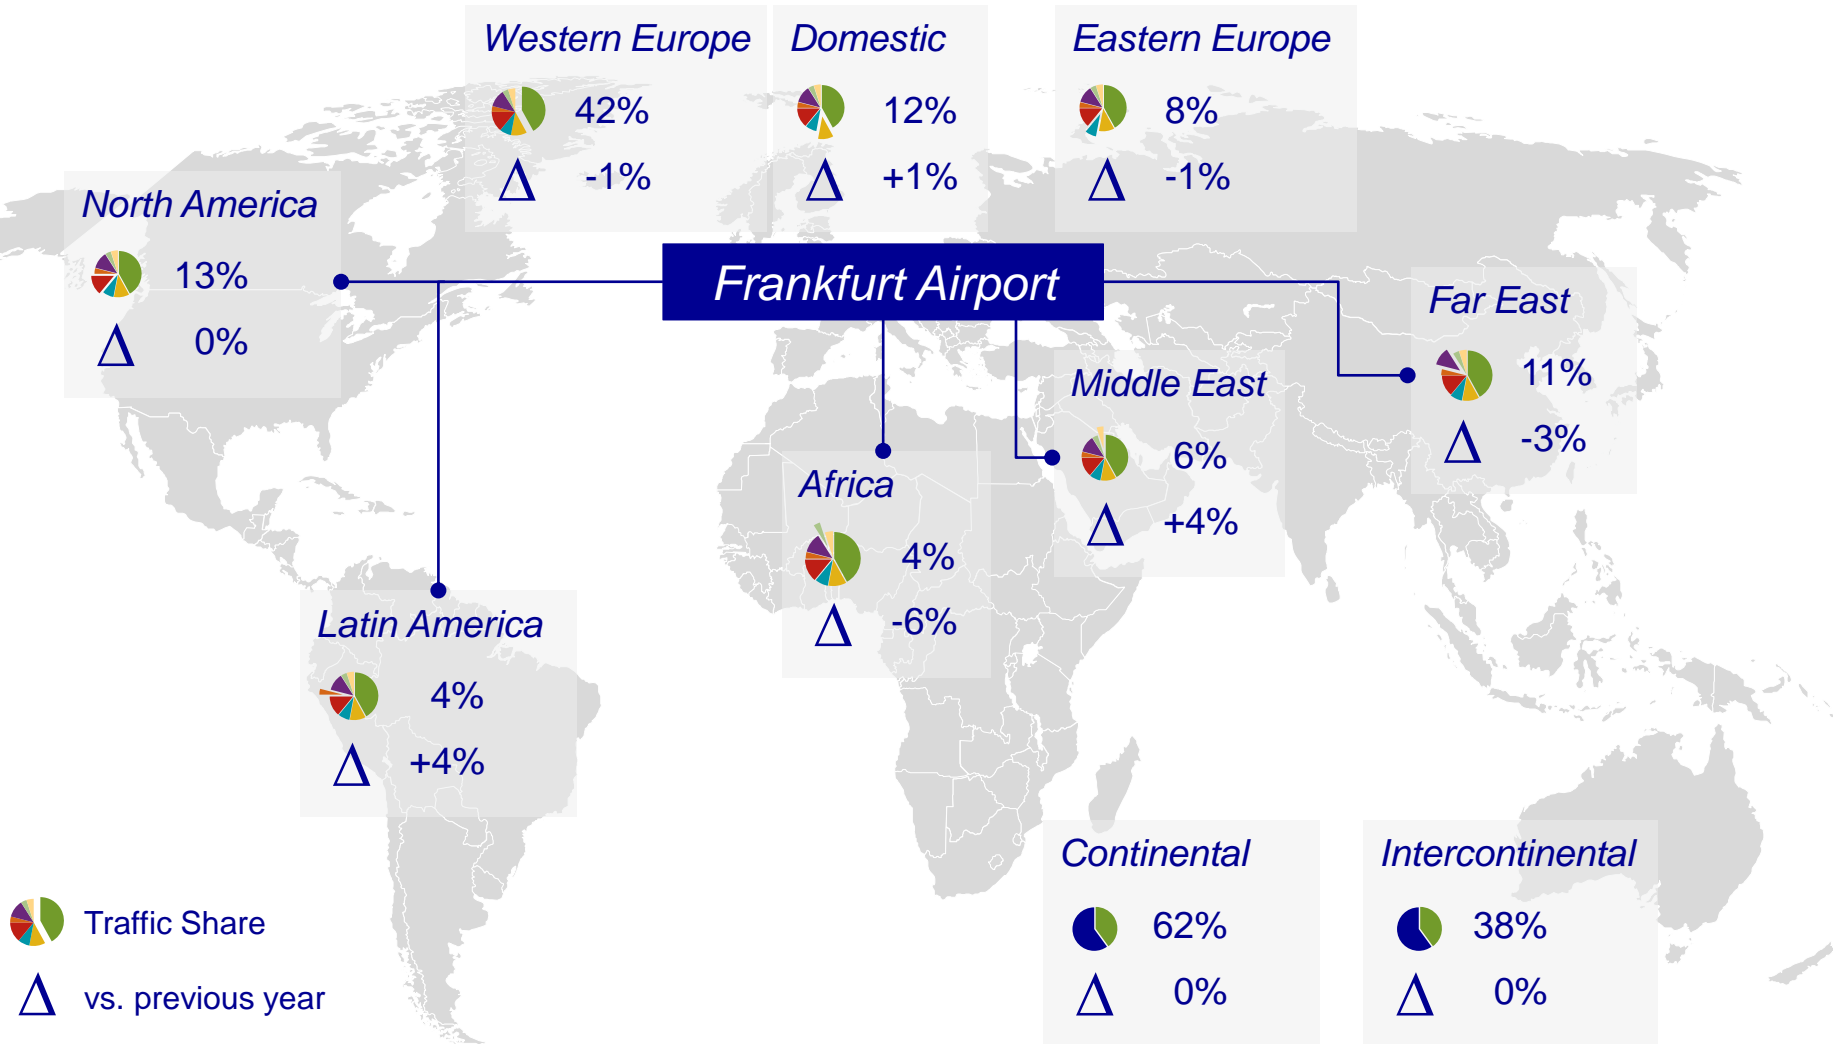 Western Europe
42%
Δ -1%
Domestic
12%
Δ +1%
Eastern Europe
8%
Δ -1%
North America
13%
Δ 0%
Frankfurt Airport
Far East
11%
Δ -3%
Middle East
6%
Δ +4%
Africa
4%
Δ -6%
Latin America
4%
Δ +4%
Continental
62%
Δ 0%
Intercontinental
38%
Δ 0%
Traffic Share
Δ vs. previous year